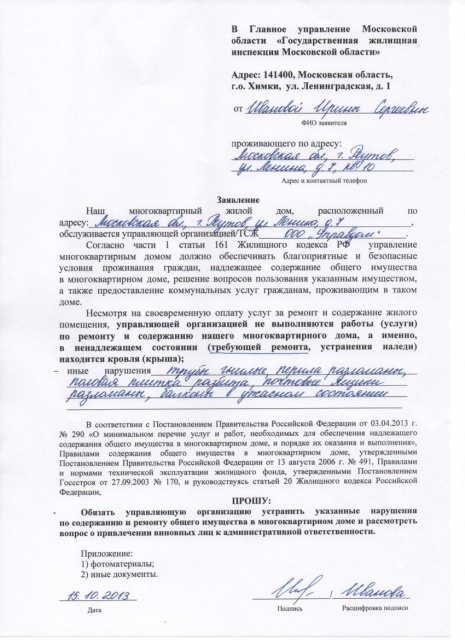 В Главное управление Московской
области «Государственная жилищная
инспекция Московской области»
Адрес: 141400, Московская область,
г.о. Химки, ул. Ленинградская, д. 1
от Ивановой Ирины Сергеевны
ФИО заявителя
проживающего по адресу:
Московская обл, г. Реутов,
ул Ленина, д. 7, кв 10
Адрес и контактный телефон
Заявление
Наш многоквартирный жилой дом, расположенный по
адресу: Московская обл, г. Реутов, ул Ленина, д. 7 .
обслуживается управляющей организацией/ТСЖ ООО „Управдом".
Согласно части 1 статьи 161 Жилищного кодекса РФ управление
многоквартирным домом должно обеспечивать благоприятные и безопасные
условия проживания граждан, надлежащее содержание общего имущества
в многоквартирном доме, решение вопросов пользования указанным имуществом,
а также предоставление коммунальных услуг гражданам, проживающим в таком
доме.
Несмотря на своевременную оплату услуг за ремонт и содержание жилого
помещения, управляющей организацией не выполняются работы (услуги)
по ремонту и содержанию нашего многоквартирного дома, а именно,
в ненадлежащем состоянии (требующей ремонта, устранения наледи)
находится кровля (крыша);
– иные нарушения трубы гнилые, перила разломаны,
половая плитка разбита, почтовые ящики
разломаны, балконы в ужасном состоянии
В соответствии с Постановлением Правительства Российской Федерации от 03.04.2013 г.
№ 290 «О минимальном перечне услуг и работ, необходимых для обеспечения надлежащего
содержания общего имущества в многоквартирном доме, и порядке их оказания и выполнения»,
Правилами содержания общего имущества в многоквартирном доме, утвержденными
Постановлением Правительства Российской Федерации от 13 августа 2006 г. № 491, Правилами
и нормами технической эксплуатации жилищного фонда, утвержденными Постановлением
Госстроя от 27.09.2003 № 170, и руководствуясь статьей 20 Жилищного кодекса Российской
Федерации,
ПРОШУ:
Обязать управляющую организацию устранить указанные нарушения
по содержанию и ремонту общего имущества в многоквартирном доме и рассмотреть
вопрос о привлечении виновных лиц к административной ответственности.
Приложение:
1) фотоматериалы;
2) иные документы.
15.10.2013
/ Иванова
Дата
Подпись
Расшифровка подписи